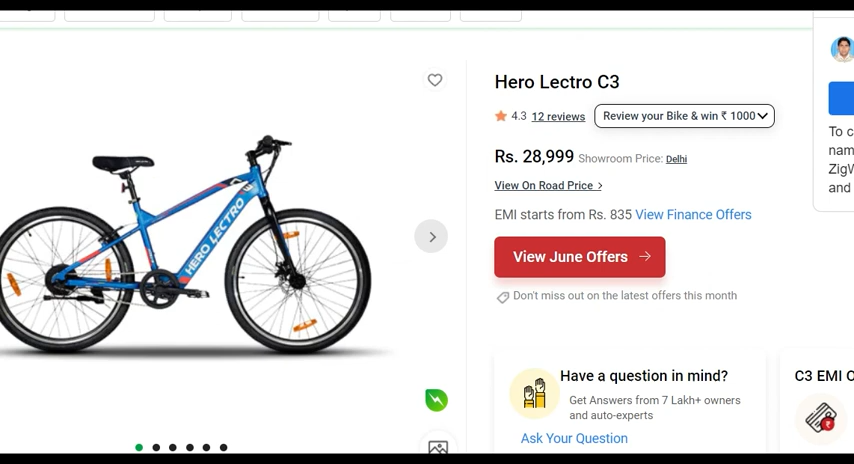 Hero Lectro C3
4.3 12 reviews Review your Bike & win ₹ 1000
Rs. 28,999 Showroom Price: Delhi
View On Road Price >
EMI starts from Rs. 835 View Finance Offers
View June Offers →
Don't miss out on the latest offers this month
HERO LECTRO
Have a question in mind?
Get Answers from 7 Lakh+ owners
and auto-experts
Ask Your Question
C3 EMI
To
nam
ZigW
and